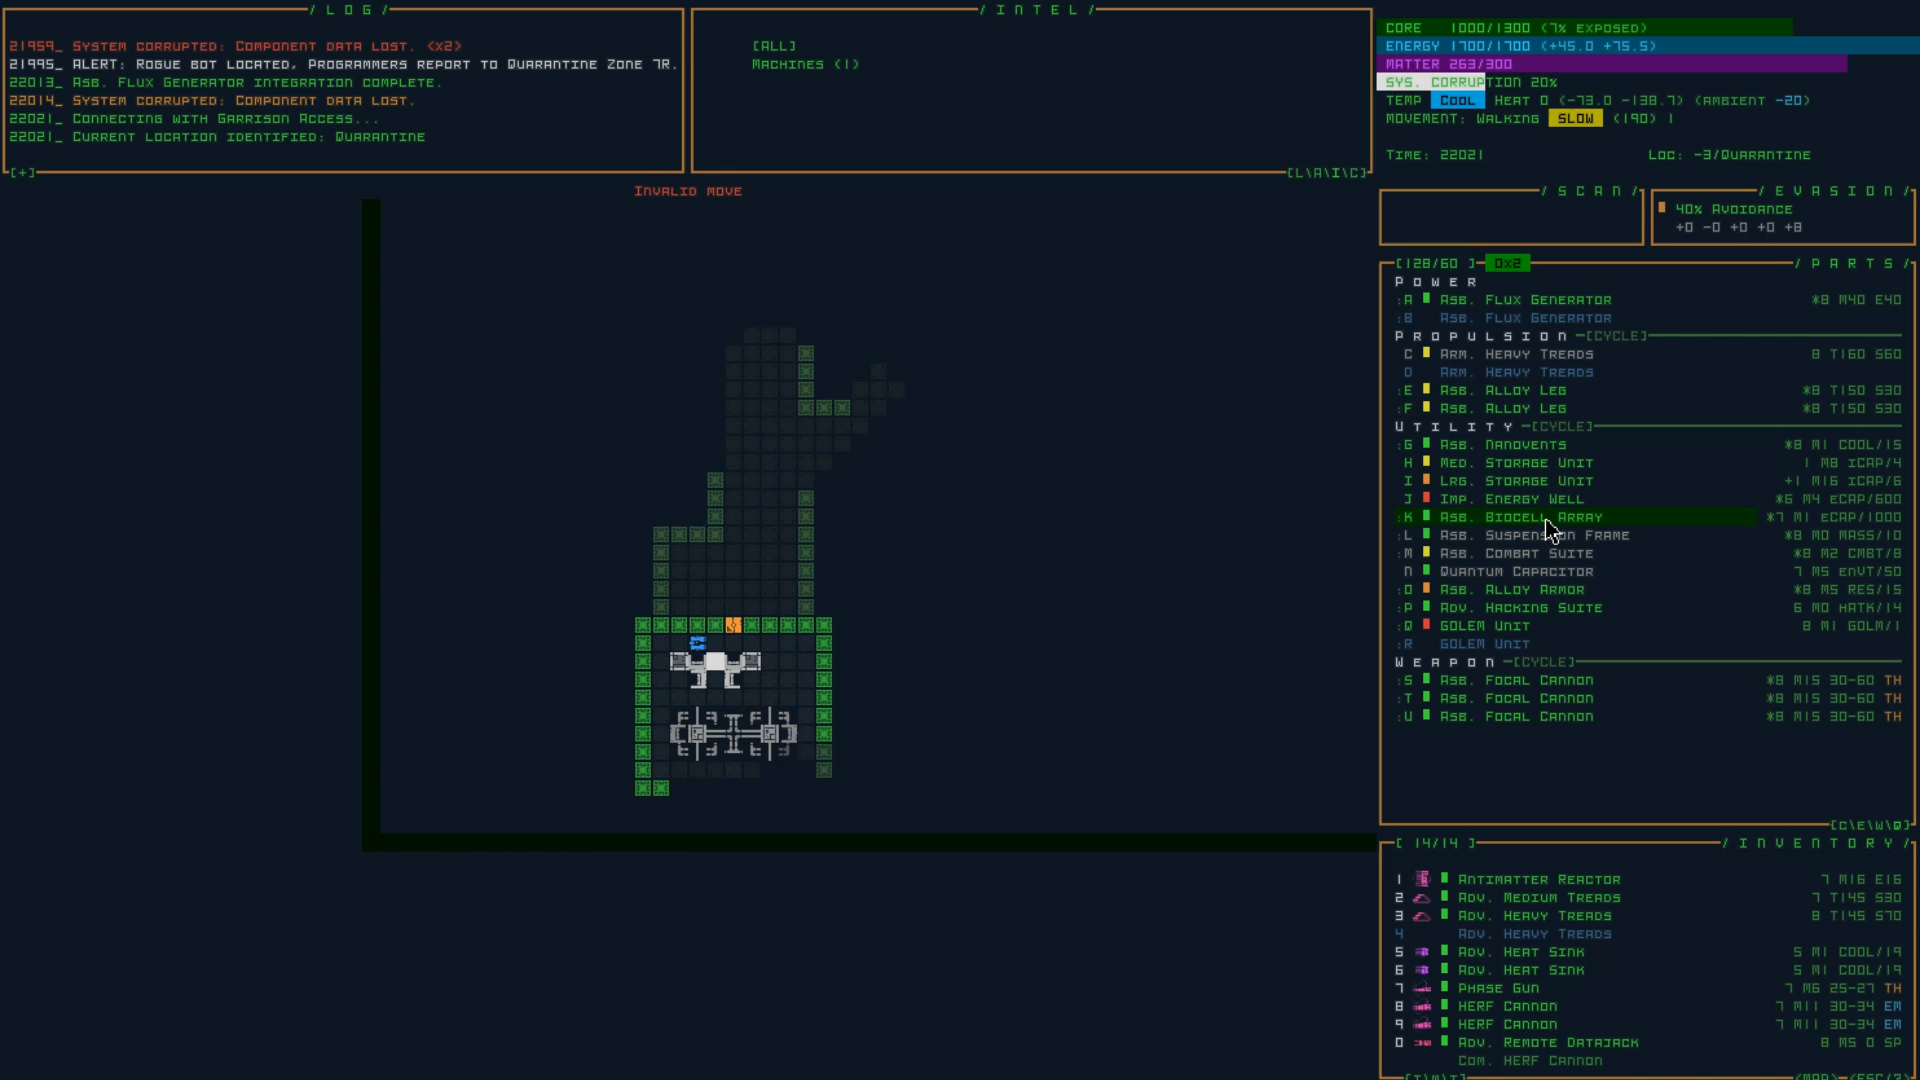 / L O G /
21959_ System corrupted: Component data lost. <x2>
21995_ ALERT: Rogue bot located, Programmers report to Quarantine Zone 7R.
22013_ Asb. Flux Generator integration complete.
22014_ System corrupted: Component data lost.
22021_ Connecting with Garrison Access...
22021_ Current location identified: Quarantine
[+]
/ I N T E L /
[ALL]
Machines (1)
[L\A\I\C]
Core 1000/1300 (7% Exposed)
Energy 1700/1700 (+45.0 +75.5)
Matter 263/300
Sys. Corruption 20%
Temp Cool Heat 0 (-73.0 -138.7) (Ambient -20)
Movement: Walking SLOW (190) 1
Time: 22021 Loc: -3/Quarantine
Invalid move
/ S C A N /
/ E V A S I O N /
40% Avoidance
+0 -0 +0 +0 +8
[128/60 ] 0x2 / P A R T S /
P o w e r
:A Asb. Flux Generator *8 M40 E40
:B Asb. Flux Generator
P r o p u l s i o n [CYCLE]
C Arm. Heavy Treads 8 T160 S60
D Arm. Heavy Treads
:E Asb. Alloy Leg *8 T150 S30
:F Asb. Alloy Leg *8 T150 S30
U t i l i t y [CYCLE]
:G Asb. Nanovents *8 M1 COOL/15
H Med. Storage Unit 1 M8 ICAP/4
I Lrg. Storage Unit +1 M16 ICAP/6
J Imp. Energy Well *6 M4 ECAP/600
:K Asb. Biocell Array *7 M1 ECAP/1000
:L Asb. Suspension Frame *8 M0 MASS/10
:M Asb. Combat Suite *8 M2 CMBT/8
N Quantum Capacitor 7 M5 ENVT/50
:O Asb. Alloy Armor *8 M5 RES/15
:P Adv. Hacking Suite 6 M0 HATK/14
:Q GOLEM Unit 8 M1 GOLM/1
:R GOLEM Unit
W e a p o n [CYCLE]
:S Asb. Focal Cannon *8 M15 30-60 TH
:T Asb. Focal Cannon *8 M15 30-60 TH
:U Asb. Focal Cannon *8 M15 30-60 TH
[C\E\W\Q]
[ 14/14 ] / I N V E N T O R Y /
1 Antimatter Reactor 7 M16 E16
2 Adv. Medium Treads 7 T145 S30
3 Adv. Heavy Treads 8 T145 S70
4 Adv. Heavy Treads
5 Adv. Heat Sink 5 M1 COOL/19
6 Adv. Heat Sink 5 M1 COOL/19
7 Phase Gun 7 M6 25-27 TH
8 HERF Cannon 7 M11 30-34 EM
9 HERF Cannon 7 M11 30-34 EM
0 Adv. Remote Datajack 8 M5 0 SP
Com. HERF Cannon
[T\M\T] <MAP> <ESC/?>